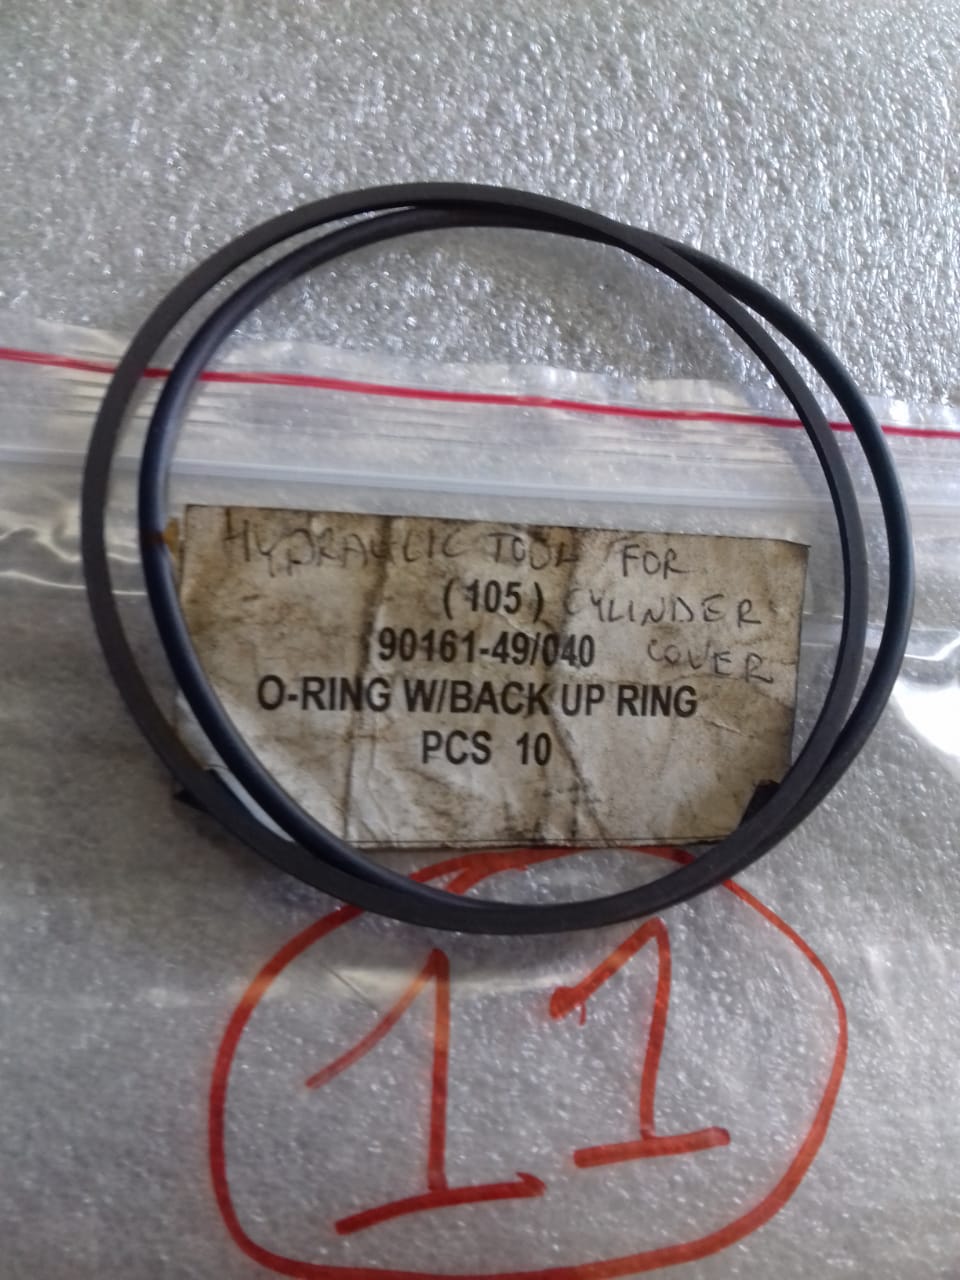 HYDRAULIC TOOL FOR
(105) CYLINDER
90161-49/040 COVER
O-RING W/BACK UP RING
PCS 10
11